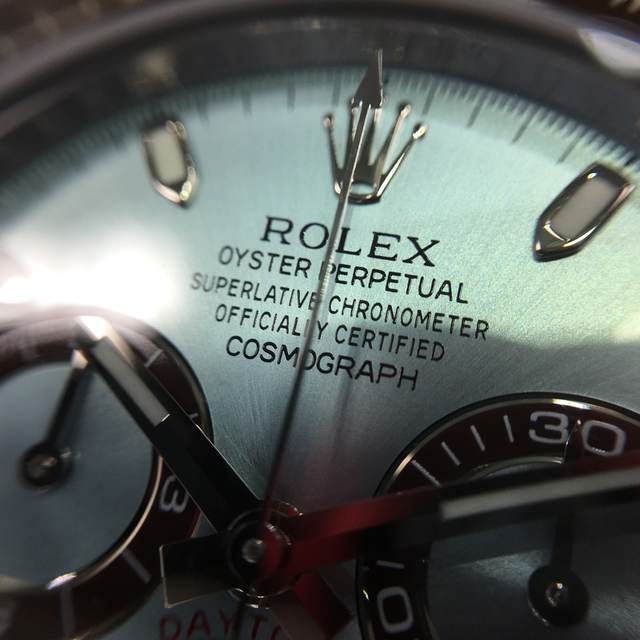 ROLEX
OYSTER PERPETUAL
SUPERLATIVE CHRONOMETER
OFFICIALLY CERTIFIED
COSMOGRAPH
30